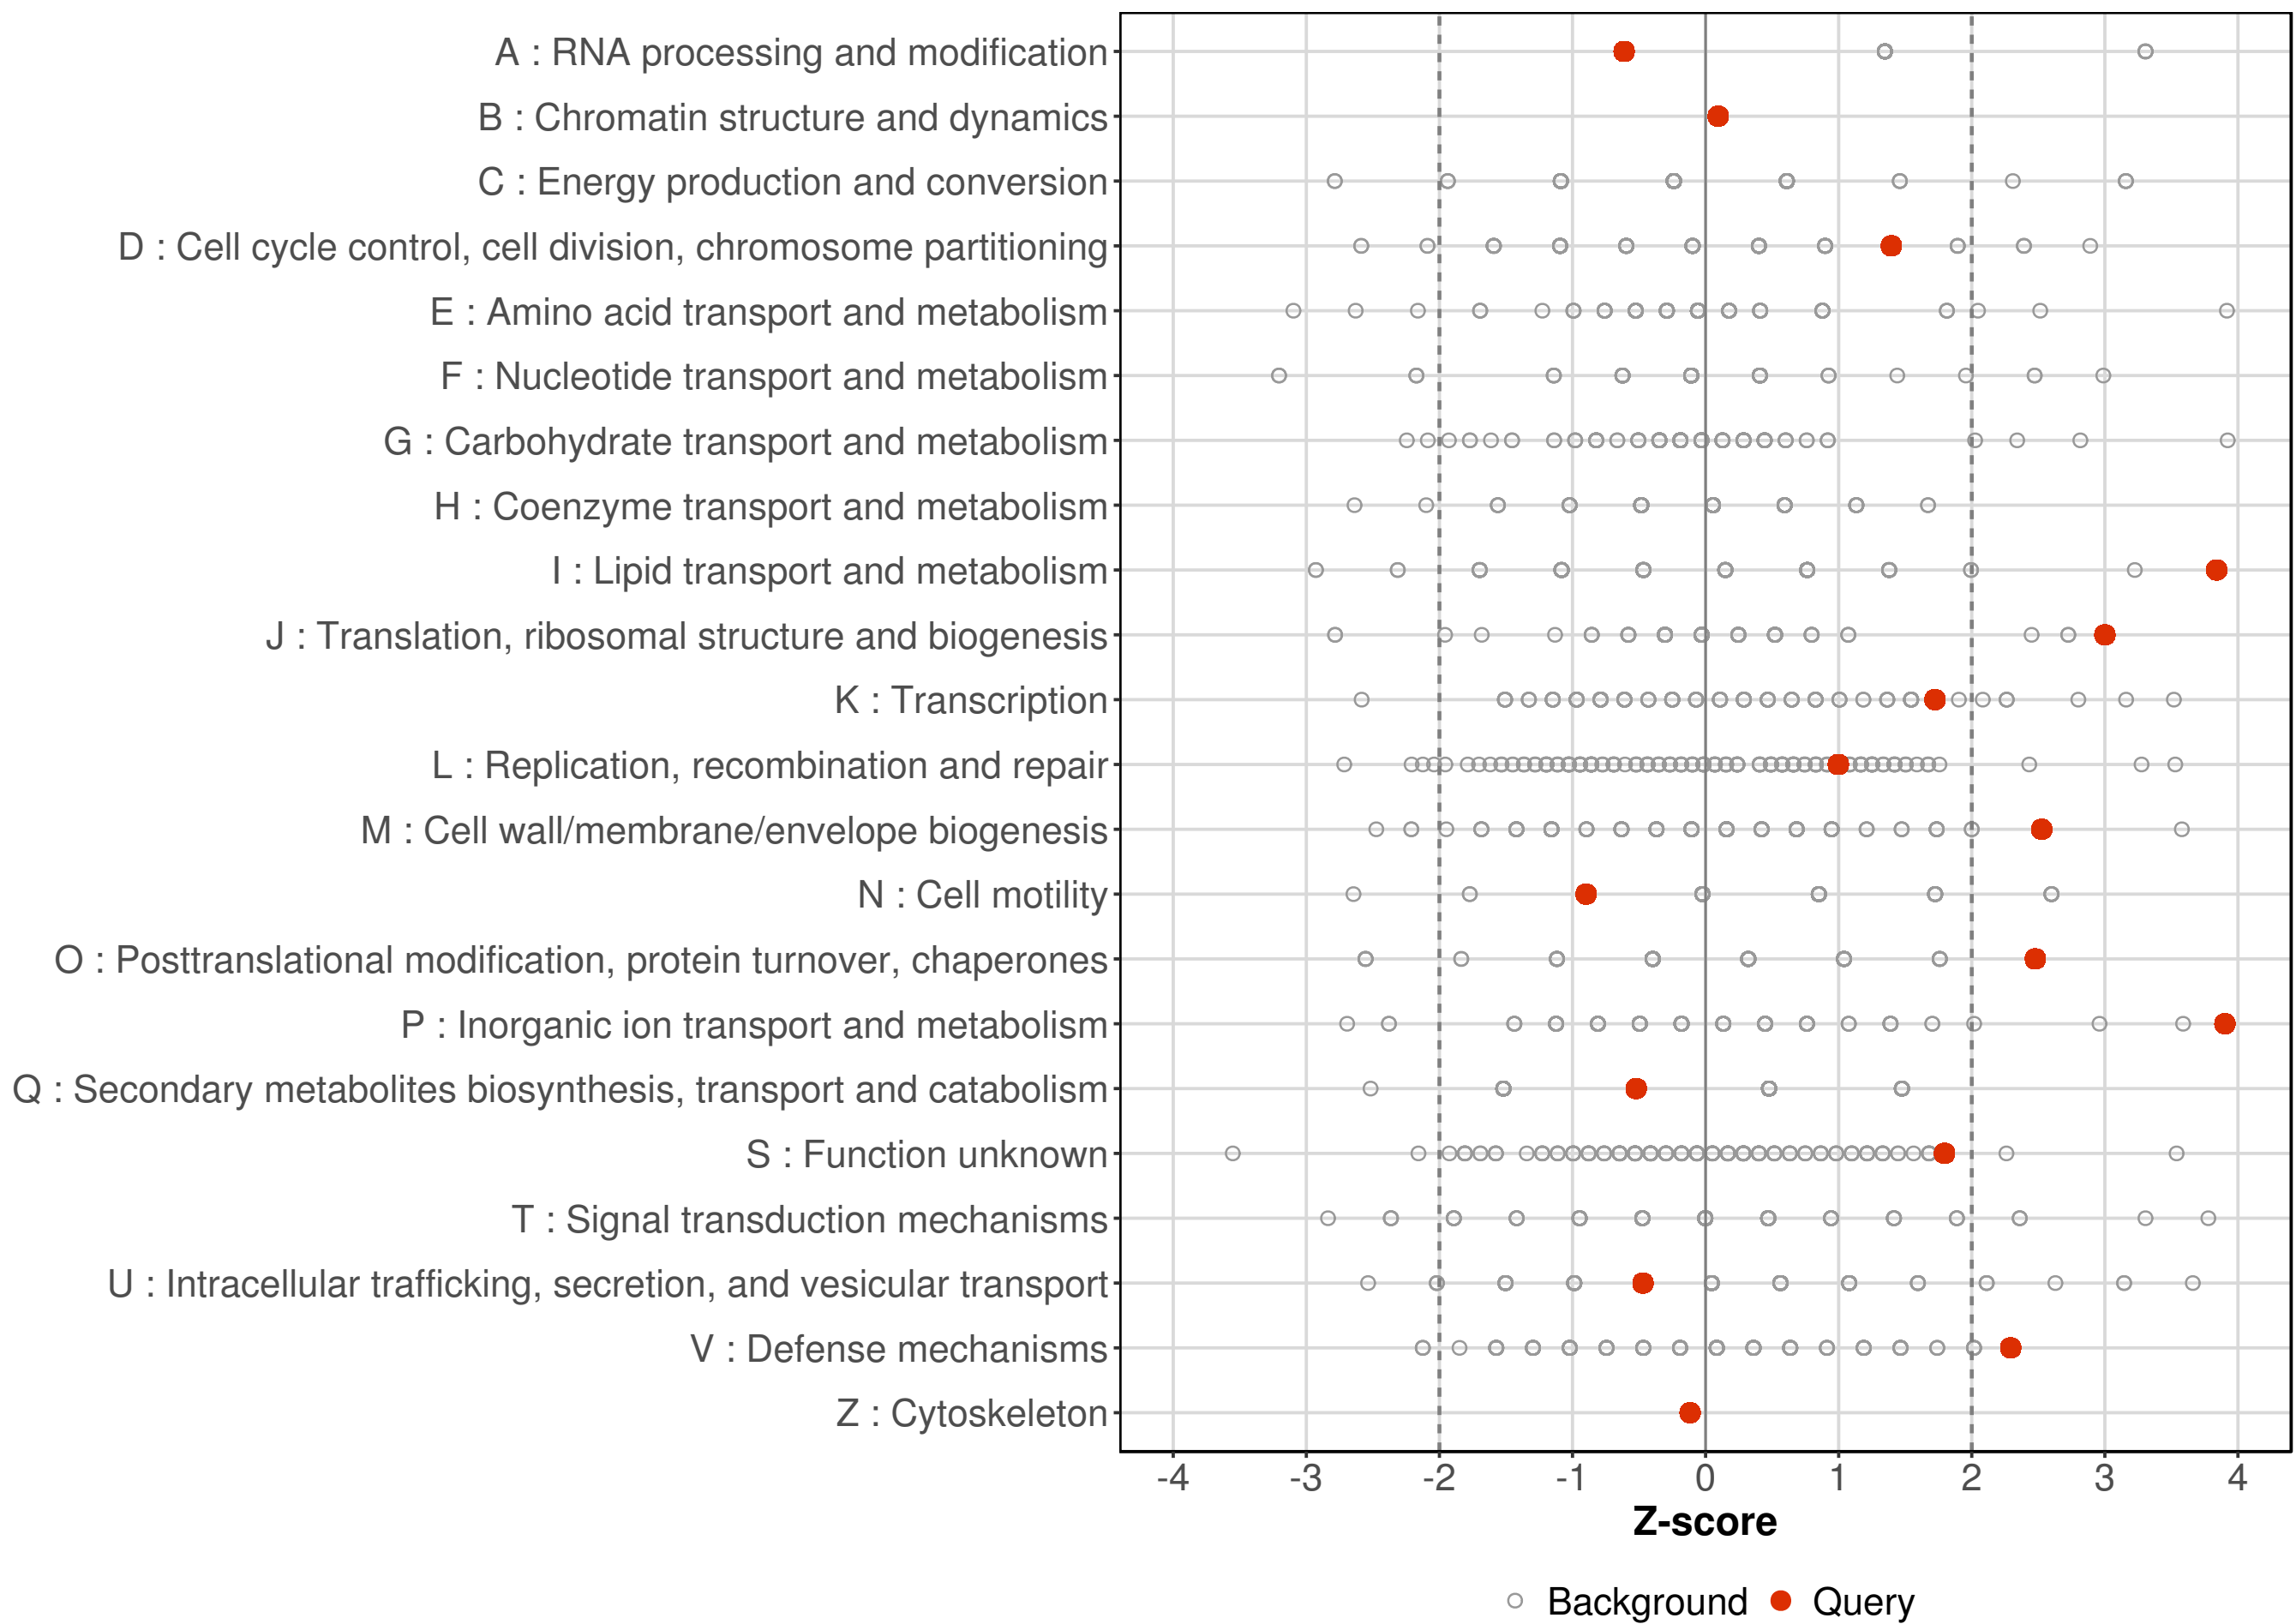 A : RNA processing and modification
B : Chromatin structure and dynamics
C : Energy production and conversion
D : Cell cycle control, cell division, chromosome partitioning
E : Amino acid transport and metabolism
F : Nucleotide transport and metabolism
G : Carbohydrate transport and metabolism
H : Coenzyme transport and metabolism
I : Lipid transport and metabolism
J : Translation, ribosomal structure and biogenesis
K : Transcription
L : Replication, recombination and repair
M : Cell wall/membrane/envelope biogenesis
N : Cell motility
O : Posttranslational modification, protein turnover, chaperones
P : Inorganic ion transport and metabolism
Q : Secondary metabolites biosynthesis, transport and catabolism
S : Function unknown
T : Signal transduction mechanisms
U : Intracellular trafficking, secretion, and vesicular transport
V : Defense mechanisms
Z : Cytoskeleton
-4 -3 -2 -1 0 1 2 3 4
Z-score
Background Query